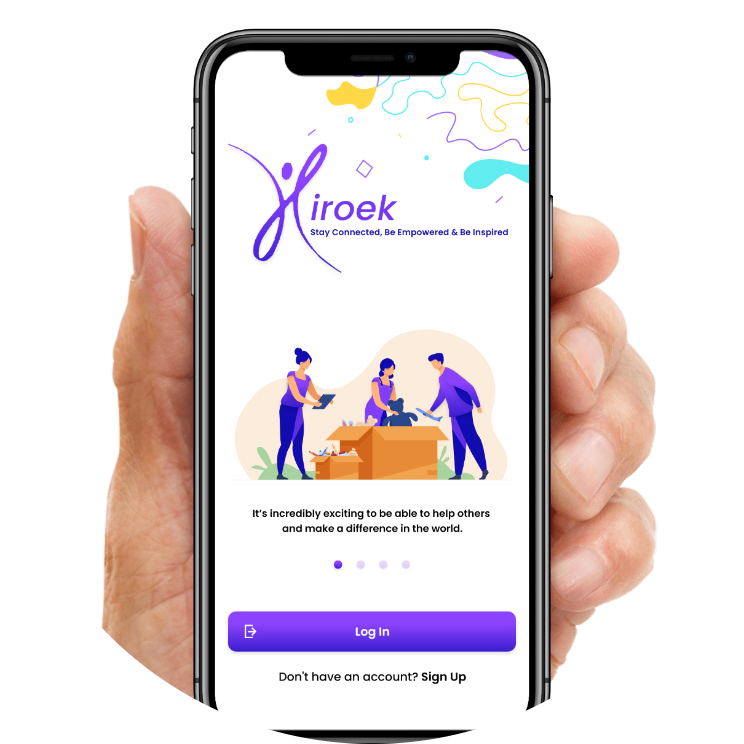 Hiroek
Stay Connected, Be Empowered & Be Inspired
It's incredibly exciting to be able to help others
and make a difference in the world.
Log In
Don't have an account? Sign Up